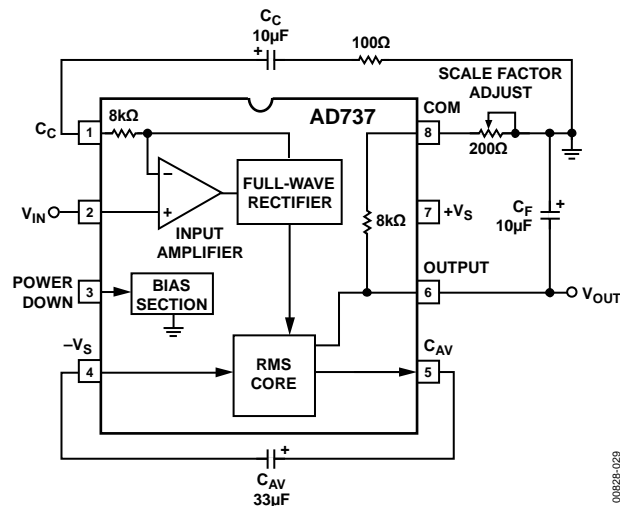 CC
10µF
+
100Ω
SCALE FACTOR
ADJUST
8kΩ
AD737
COM
CC
1
8
200Ω
−
+
VIN
2
INPUT
AMPLIFIER
FULL-WAVE
RECTIFIER
8kΩ
7
+VS
CF
10µF
+
POWER
DOWN
3
BIAS
SECTION
OUTPUT
6
VOUT
−VS
4
RMS
CORE
CAV
5
+
CAV
33µF
00828-029